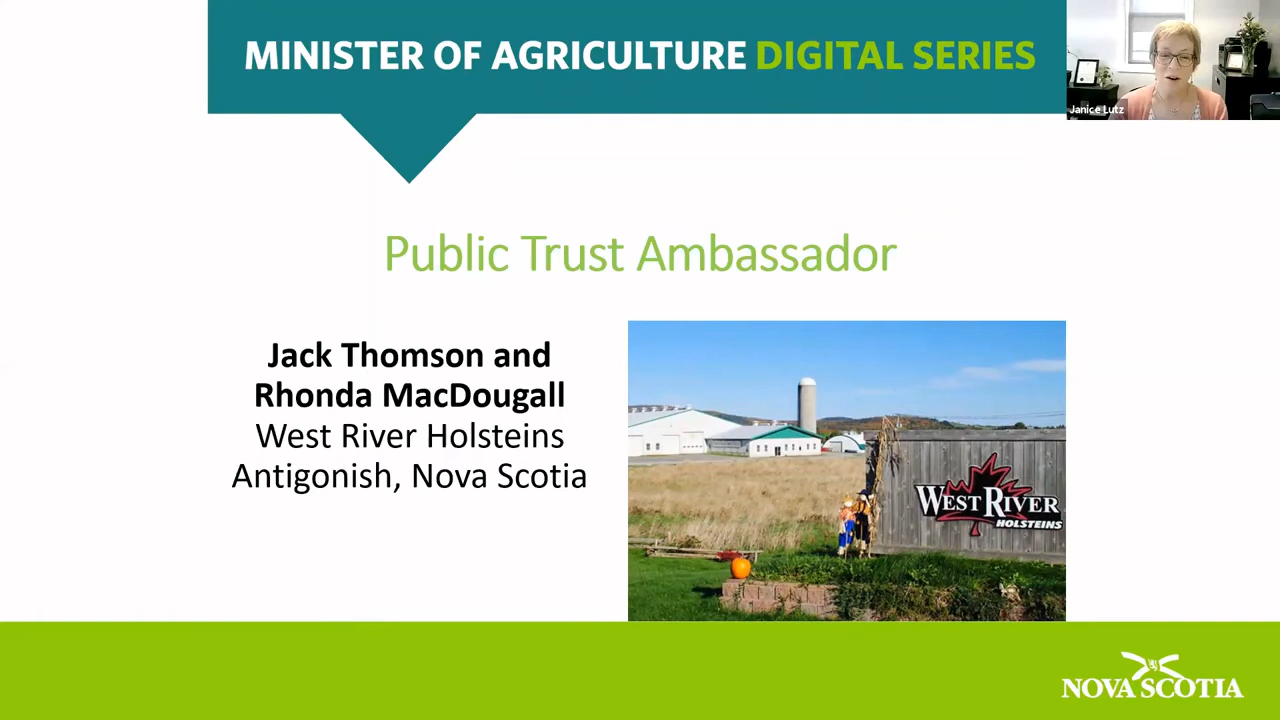 MINISTER OF AGRICULTURE DIGITAL SERIES
Janice Lutz
Public Trust Ambassador
Jack Thomson and
Rhonda MacDougall
West River Holsteins
Antigonish, Nova Scotia
WEST RIVER
HOLSTEINS
NOVA SCOTIA